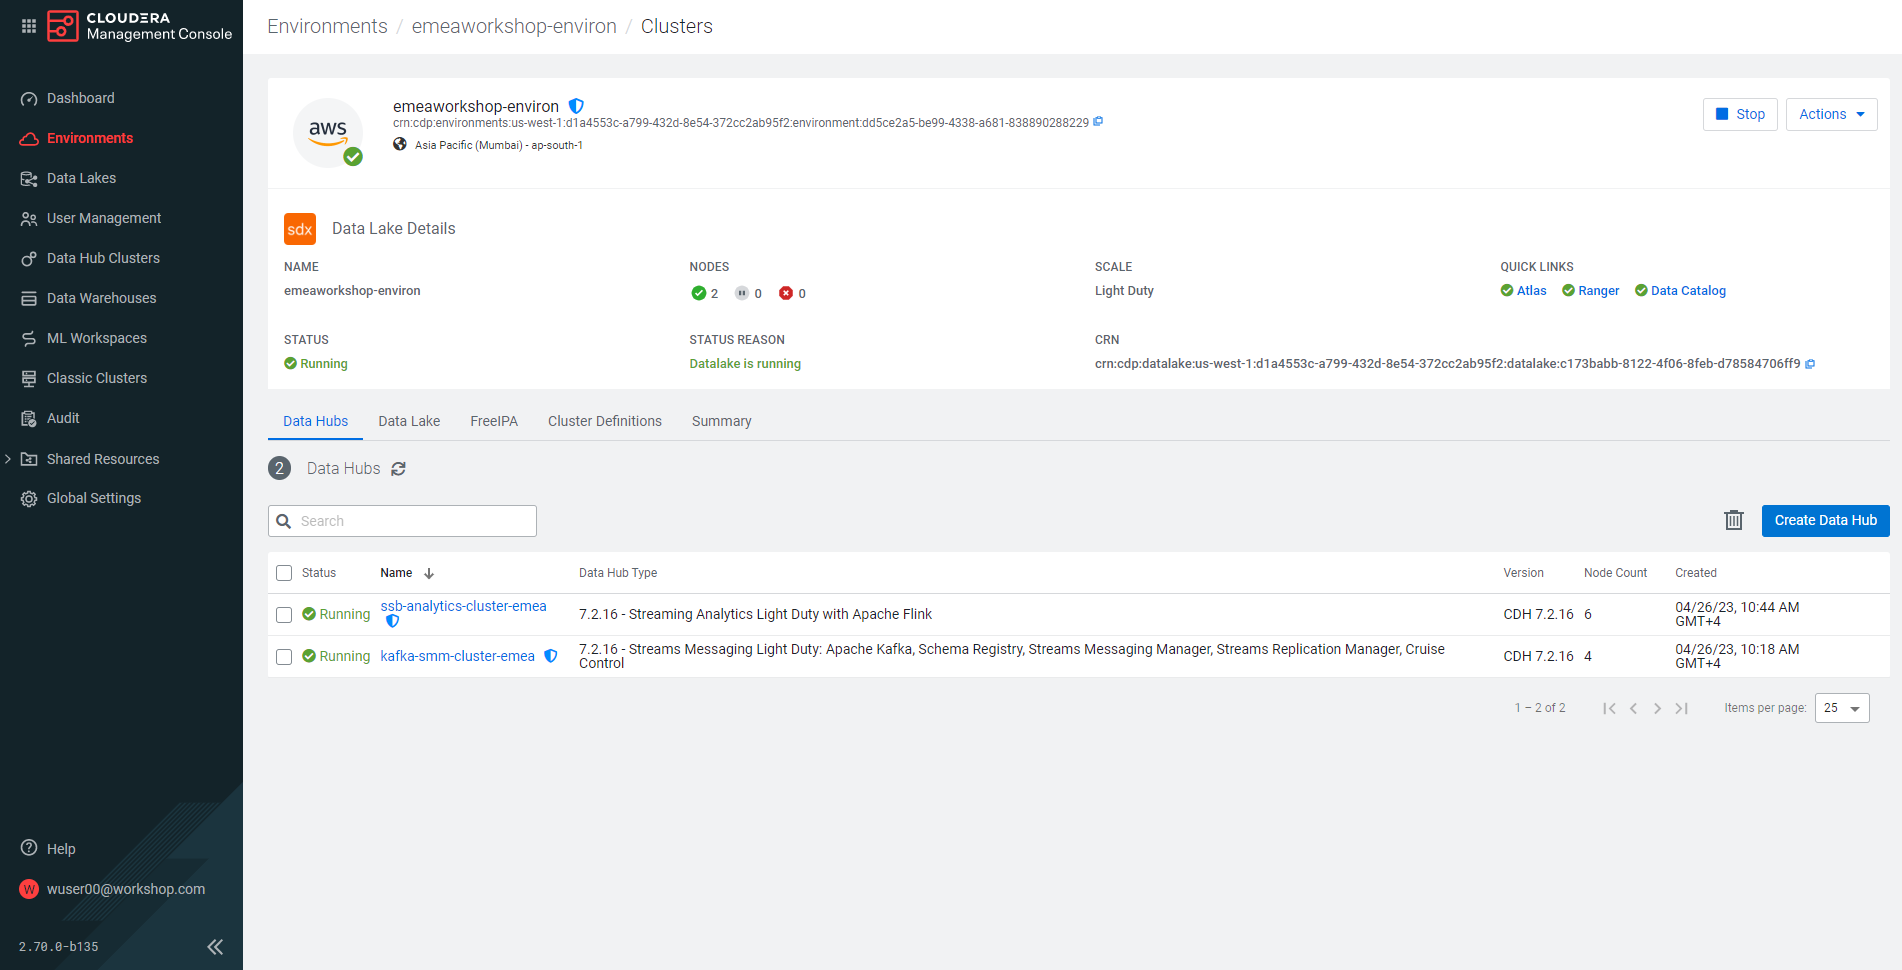 CLOUDERA
Management Console
Dashboard
Environments
Data Lakes
User Management
Data Hub Clusters
Data Warehouses
ML Workspaces
Classic Clusters
Audit
Shared Resources
Global Settings
Help
W wuser00@workshop.com
2.70.0-b135
Environments / emeaworkshop-environ / Clusters
aws
emeaworkshop-environ
crn:cdp:environments:us-west-1:d1a4553c-a799-432d-8e54-372cc2ab95f2:environment:dd5ce2a5-be99-4338-a681-838890288229
Asia Pacific (Mumbai) - ap-south-1
Stop
Actions
sdx Data Lake Details
NAME NODES SCALE QUICK LINKS
emeaworkshop-environ 2 0 0 Light Duty Atlas Ranger Data Catalog
STATUS STATUS REASON CRN
Running Datalake is running crn:cdp:datalake:us-west-1:d1a4553c-a799-432d-8e54-372cc2ab95f2:datalake:c173babb-8122-4f06-8feb-d78584706ff9
Data Hubs Data Lake FreeIPA Cluster Definitions Summary
2 Data Hubs
Search
Create Data Hub
Status Name Data Hub Type Version Node Count Created
Running ssb-analytics-cluster-emea 7.2.16 - Streaming Analytics Light Duty with Apache Flink CDH 7.2.16 6 04/26/23, 10:44 AM
GMT+4
Running kafka-smm-cluster-emea 7.2.16 - Streams Messaging Light Duty: Apache Kafka, Schema Registry, Streams Messaging Manager, Streams Replication Manager, Cruise
Control CDH 7.2.16 4 04/26/23, 10:18 AM
GMT+4
1 – 2 of 2
Items per page: 25